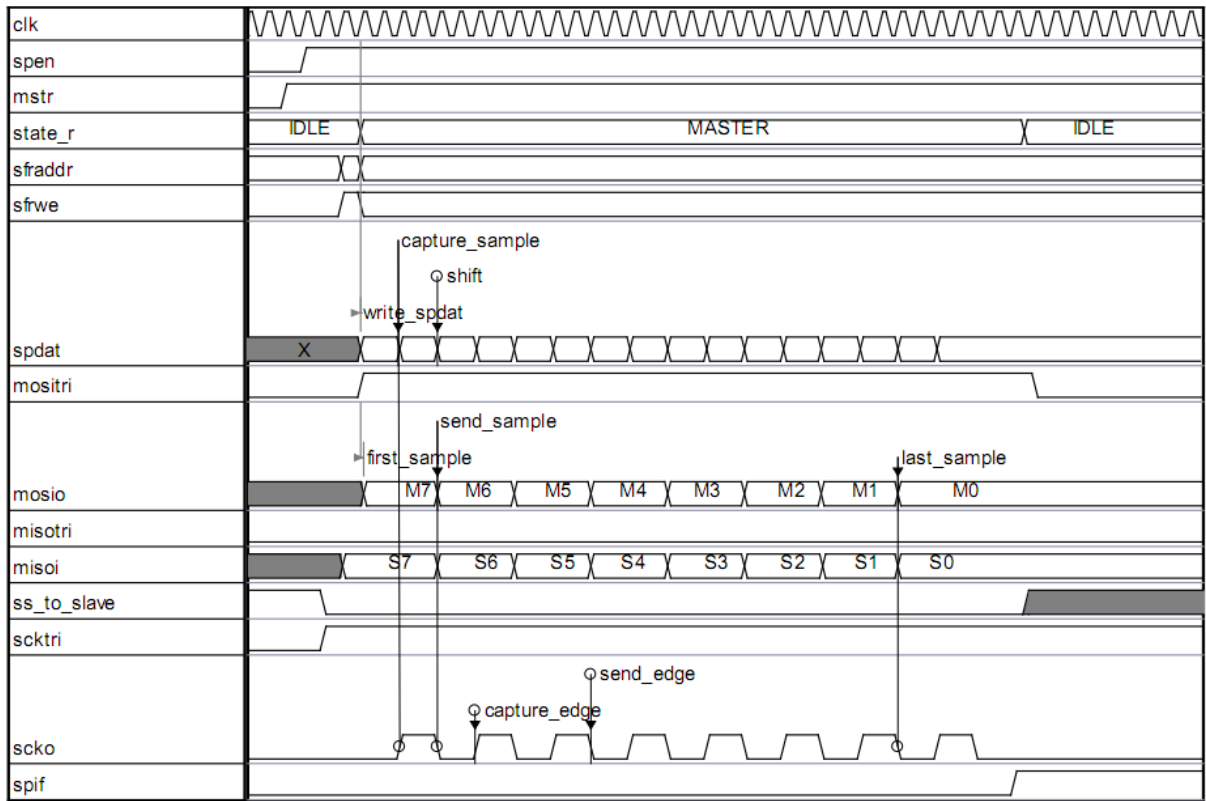 clk
spen
mstr
state_r IDLE MASTER IDLE
sfraddr
sfrwe
capture_sample
shift
write_spdat
spdat X
mositri
send_sample
first_sample last_sample
mosio M7 M6 M5 M4 M3 M2 M1 M0
misotri
misoi S7 S6 S5 S4 S3 S2 S1 S0
ss_to_slave
scktri
send_edge
capture_edge
scko
spif